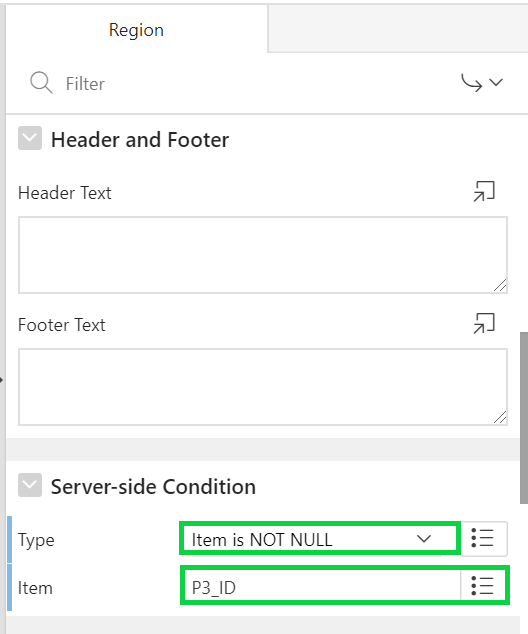 Region
Filter
Header and Footer
Header Text
Footer Text
Server-side Condition
Type Item is NOT NULL
Item P3_ID